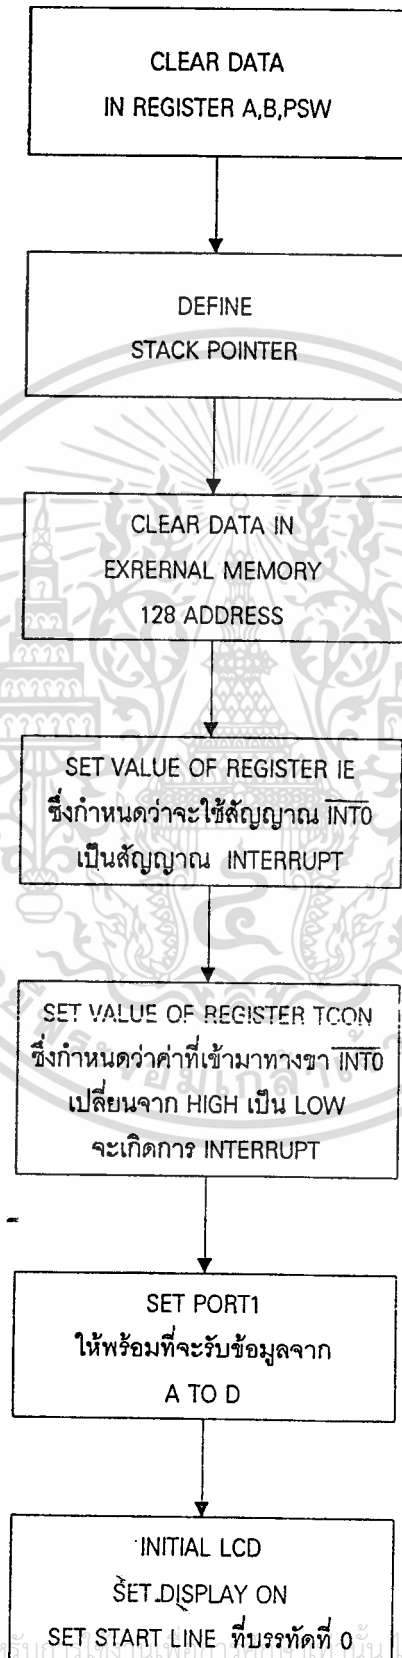 CLEAR DATA
IN REGISTER A,B,PSW
DEFINE
STACK POINTER
CLEAR DATA IN
EXRERNAL MEMORY
128 ADDRESS
SET VALUE OF REGISTER IE
ซึ่งกำหนดว่าจะใช้สัญญาณ INT0
เป็นสัญญาณ INTERRUPT
SET VALUE OF REGISTER TCON
ซึ่งกำหนดว่าค่าที่เข้ามาทางขา INT0
เปลี่ยนจาก HIGH เป็น LOW
จะเกิดการ INTERRUPT
SET PORT1
ให้พร้อมที่จะรับข้อมูลจาก
A TO D
INITIAL LCD
SET DISPLAY ON
SET START LINE ที่บรรทัดที่ 0